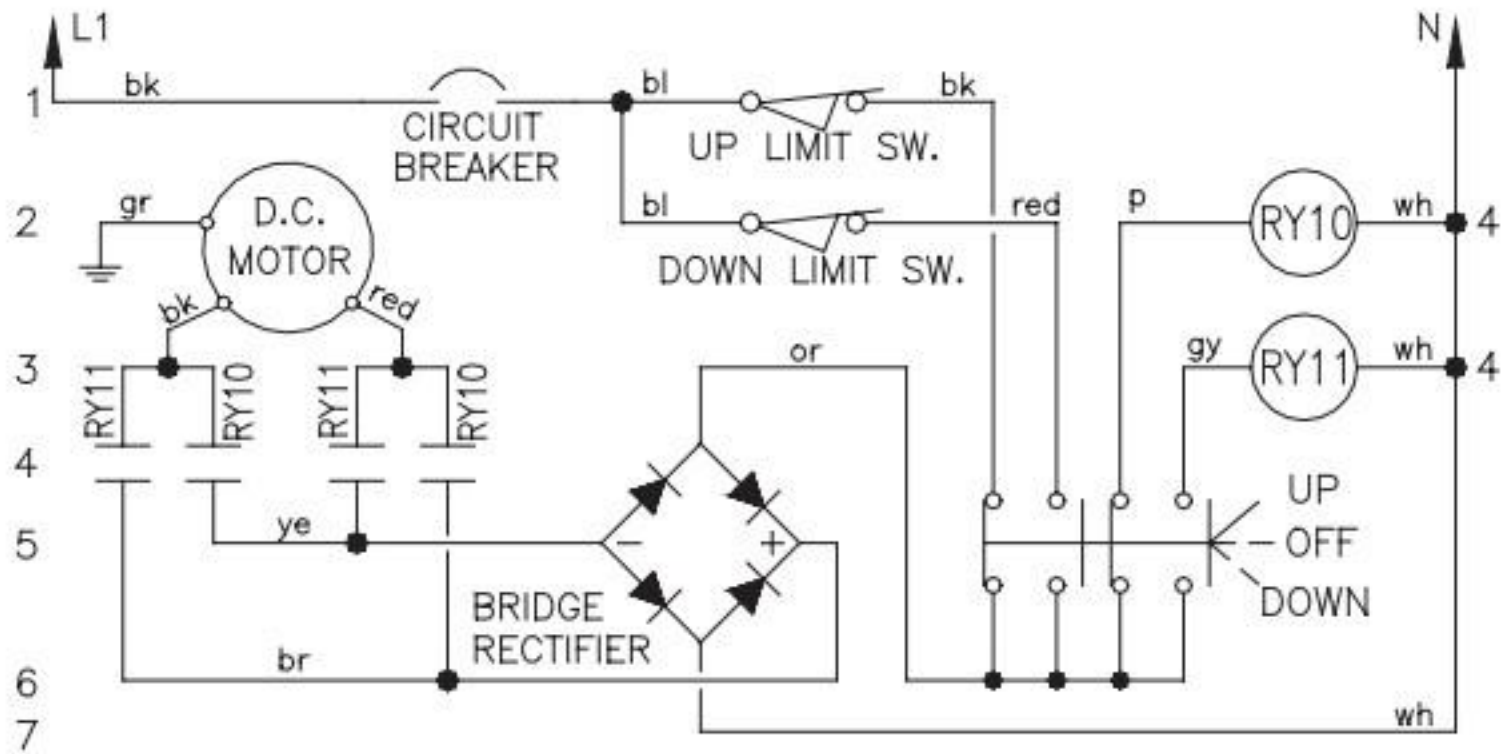 L1
N
1
bk
bl
bk
CIRCUIT
BREAKER
UP LIMIT SW.
2
gr
D.C.
MOTOR
bl
red
p
RY10
wh
4
DOWN LIMIT SW.
bk
red
3
or
gy
RY11
wh
4
RY11
RY10
RY11
RY10
4
UP
5
ye
-
+
OFF
DOWN
BRIDGE
RECTIFIER
6
br
7
wh